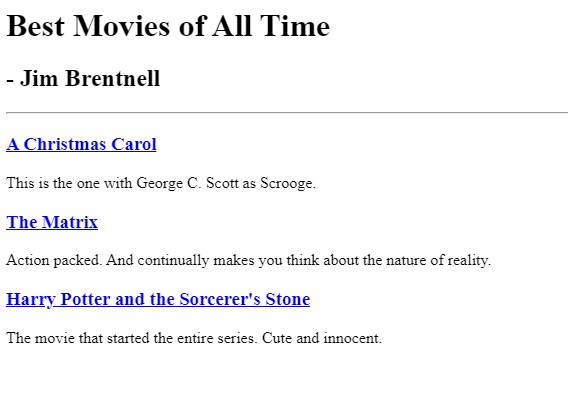 Best Movies of All Time
- Jim Brentnell
A Christmas Carol
This is the one with George C. Scott as Scrooge.
The Matrix
Action packed. And continually makes you think about the nature of reality.
Harry Potter and the Sorcerer's Stone
The movie that started the entire series. Cute and innocent.